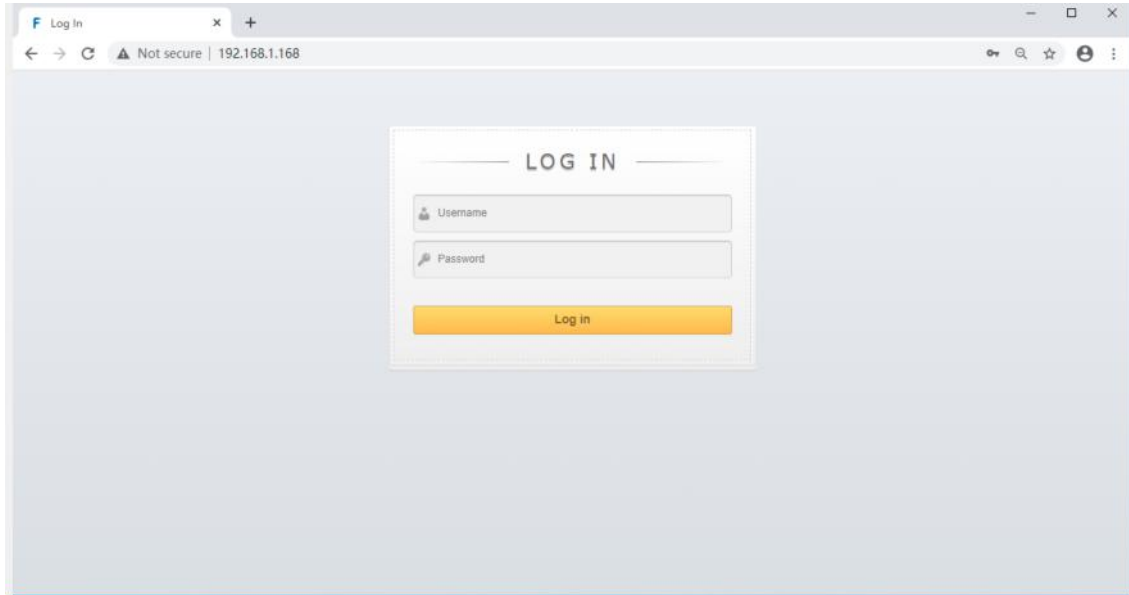 F Log In
Not secure | 192.168.1.168
LOG IN
Username
Password
Log in